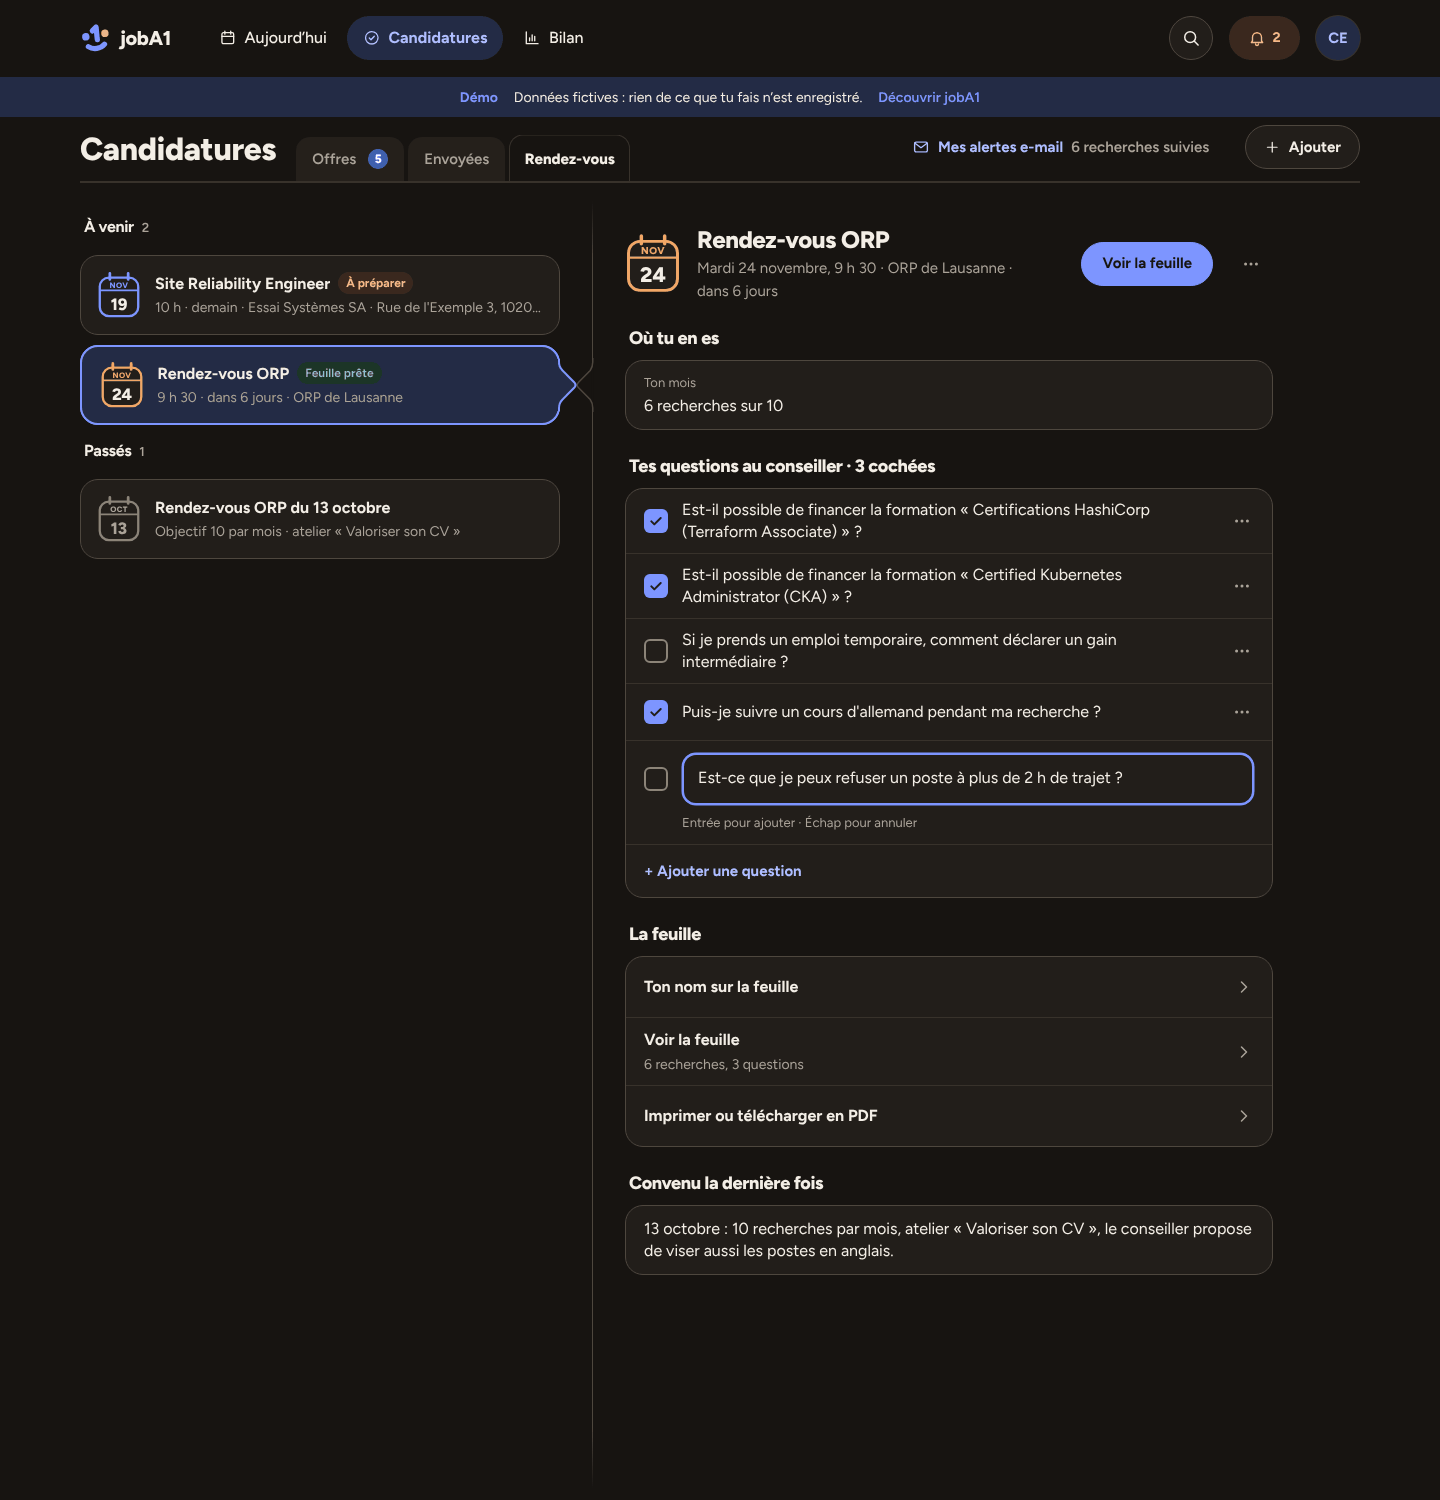 jobA1
Aujourd’hui
Candidatures
Bilan
2
CE
Démo Données fictives : rien de ce que tu fais n’est enregistré. Découvrir jobA1
Candidatures
Offres 5
Envoyées
Rendez-vous
Mes alertes e-mail 6 recherches suivies
Ajouter
À venir 2
NOV
19
Site Reliability Engineer À préparer
10 h · demain · Essai Systèmes SA · Rue de l'Exemple 3, 1020…
NOV
24
Rendez-vous ORP Feuille prête
9 h 30 · dans 6 jours · ORP de Lausanne
Passés 1
OCT
13
Rendez-vous ORP du 13 octobre
Objectif 10 par mois · atelier « Valoriser son CV »
NOV
24
Rendez-vous ORP
Mardi 24 novembre, 9 h 30 · ORP de Lausanne ·
dans 6 jours
Voir la feuille
Où tu en es
Ton mois
6 recherches sur 10
Tes questions au conseiller · 3 cochées
Est-il possible de financer la formation « Certifications HashiCorp
(Terraform Associate) » ?
Est-il possible de financer la formation « Certified Kubernetes
Administrator (CKA) » ?
Si je prends un emploi temporaire, comment déclarer un gain
intermédiaire ?
Puis-je suivre un cours d'allemand pendant ma recherche ?
Est-ce que je peux refuser un poste à plus de 2 h de trajet ?
Entrée pour ajouter · Échap pour annuler
+ Ajouter une question
La feuille
Ton nom sur la feuille
Voir la feuille
6 recherches, 3 questions
Imprimer ou télécharger en PDF
Convenu la dernière fois
13 octobre : 10 recherches par mois, atelier « Valoriser son CV », le conseiller propose
de viser aussi les postes en anglais.